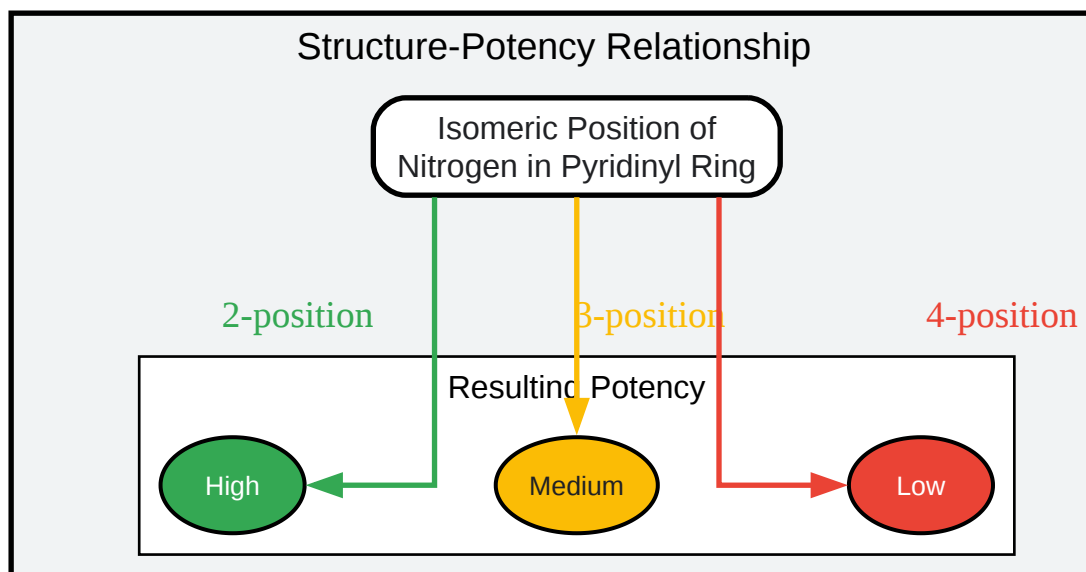 Structure-Potency Relationship
Isomeric Position of
Nitrogen in Pyridinyl Ring
2-position
3-position
4-position
Resulting Potency
High
Medium
Low